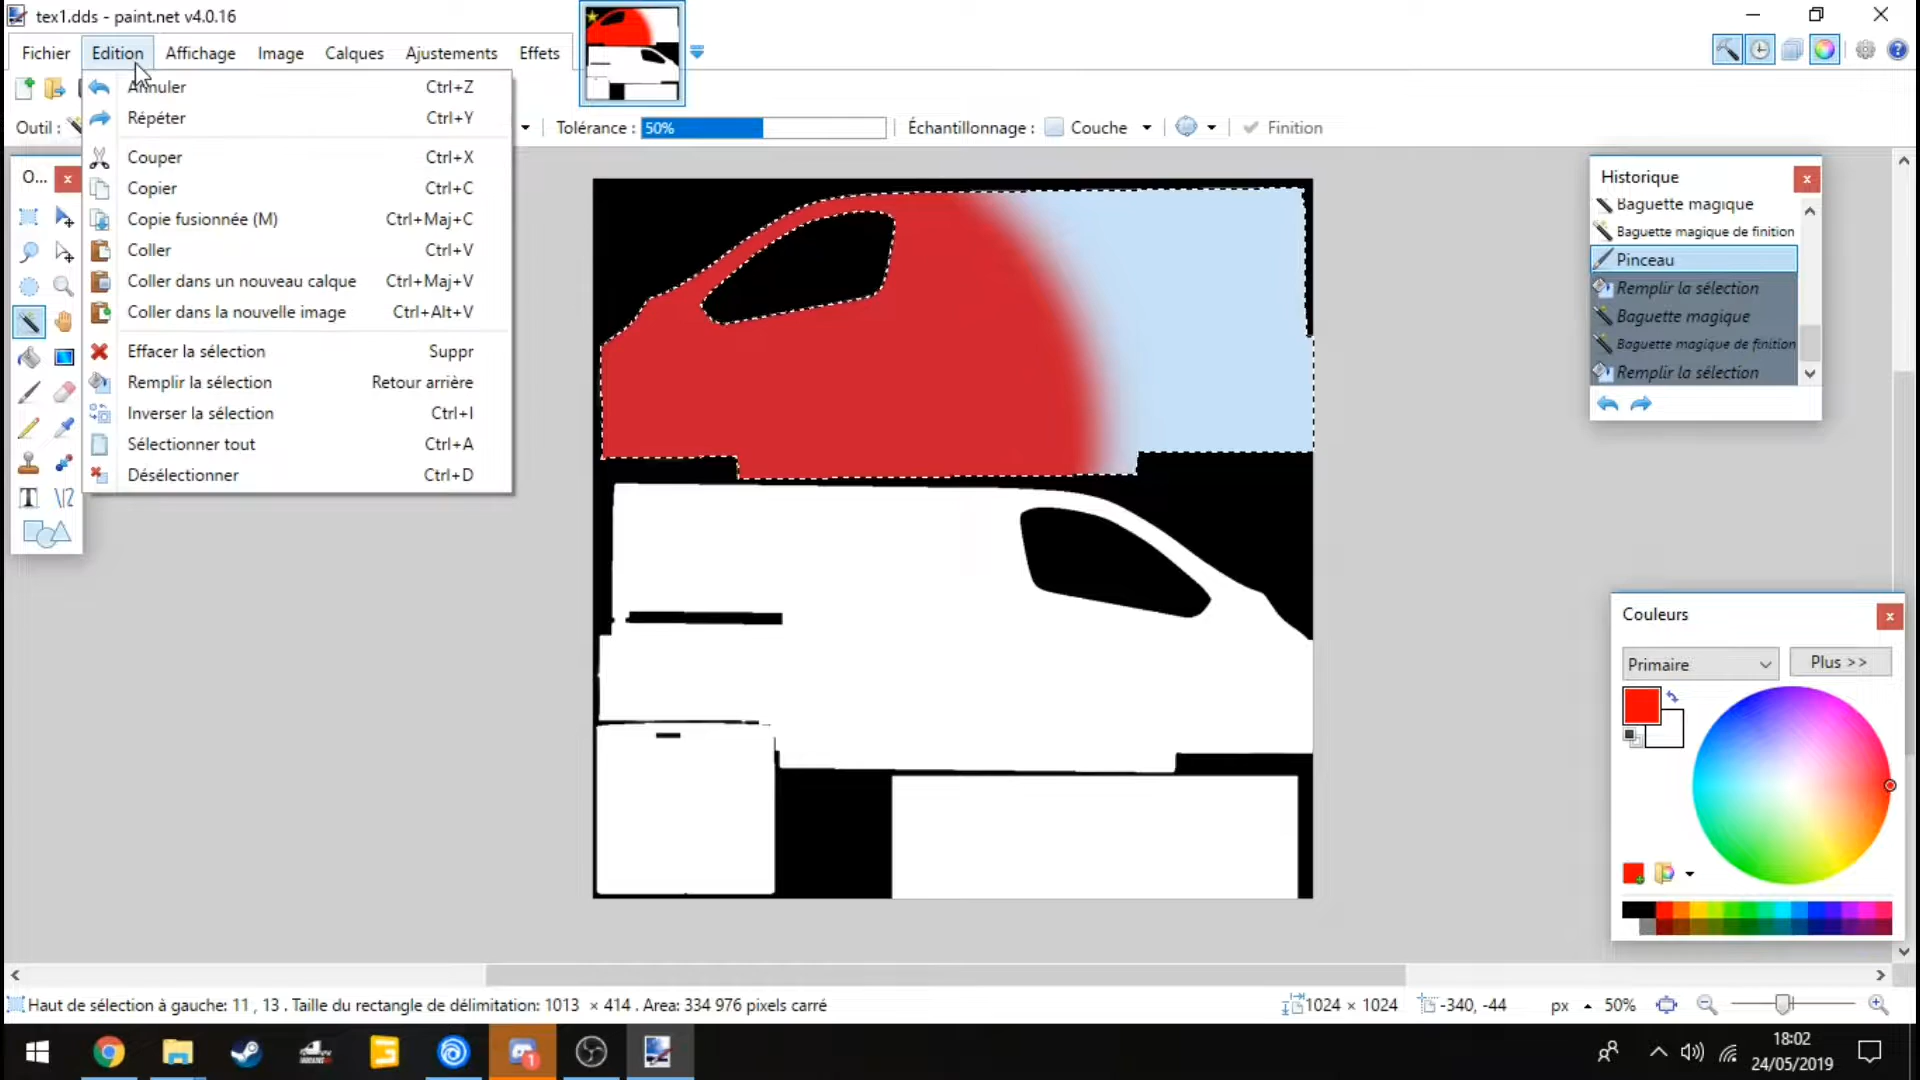 tex1.dds - paint.net v4.0.16
Fichier Edition Affichage Image Calques Ajustements Effets
Annuler Ctrl+Z
Répéter Ctrl+Y
Outil : Tolérance : 50% Échantillonnage : Couche Finition
Couper Ctrl+X
Copier Ctrl+C
Copie fusionnée (M) Ctrl+Maj+C
Coller Ctrl+V
Coller dans un nouveau calque Ctrl+Maj+V
Coller dans la nouvelle image Ctrl+Alt+V
Effacer la sélection Suppr
Remplir la sélection Retour arrière
Inverser la sélection Ctrl+I
Sélectionner tout Ctrl+A
Désélectionner Ctrl+D
O...
Historique
Baguette magique
Baguette magique de finition
Pinceau
Remplir la sélection
Baguette magique
Baguette magique de finition
Remplir la sélection
Couleurs
Primaire Plus >>
Haut de sélection à gauche: 11 , 13 . Taille du rectangle de délimitation: 1013 × 414 . Area: 334 976 pixels carré 1024 × 1024 -340, -44 px 50%
18:02
24/05/2019